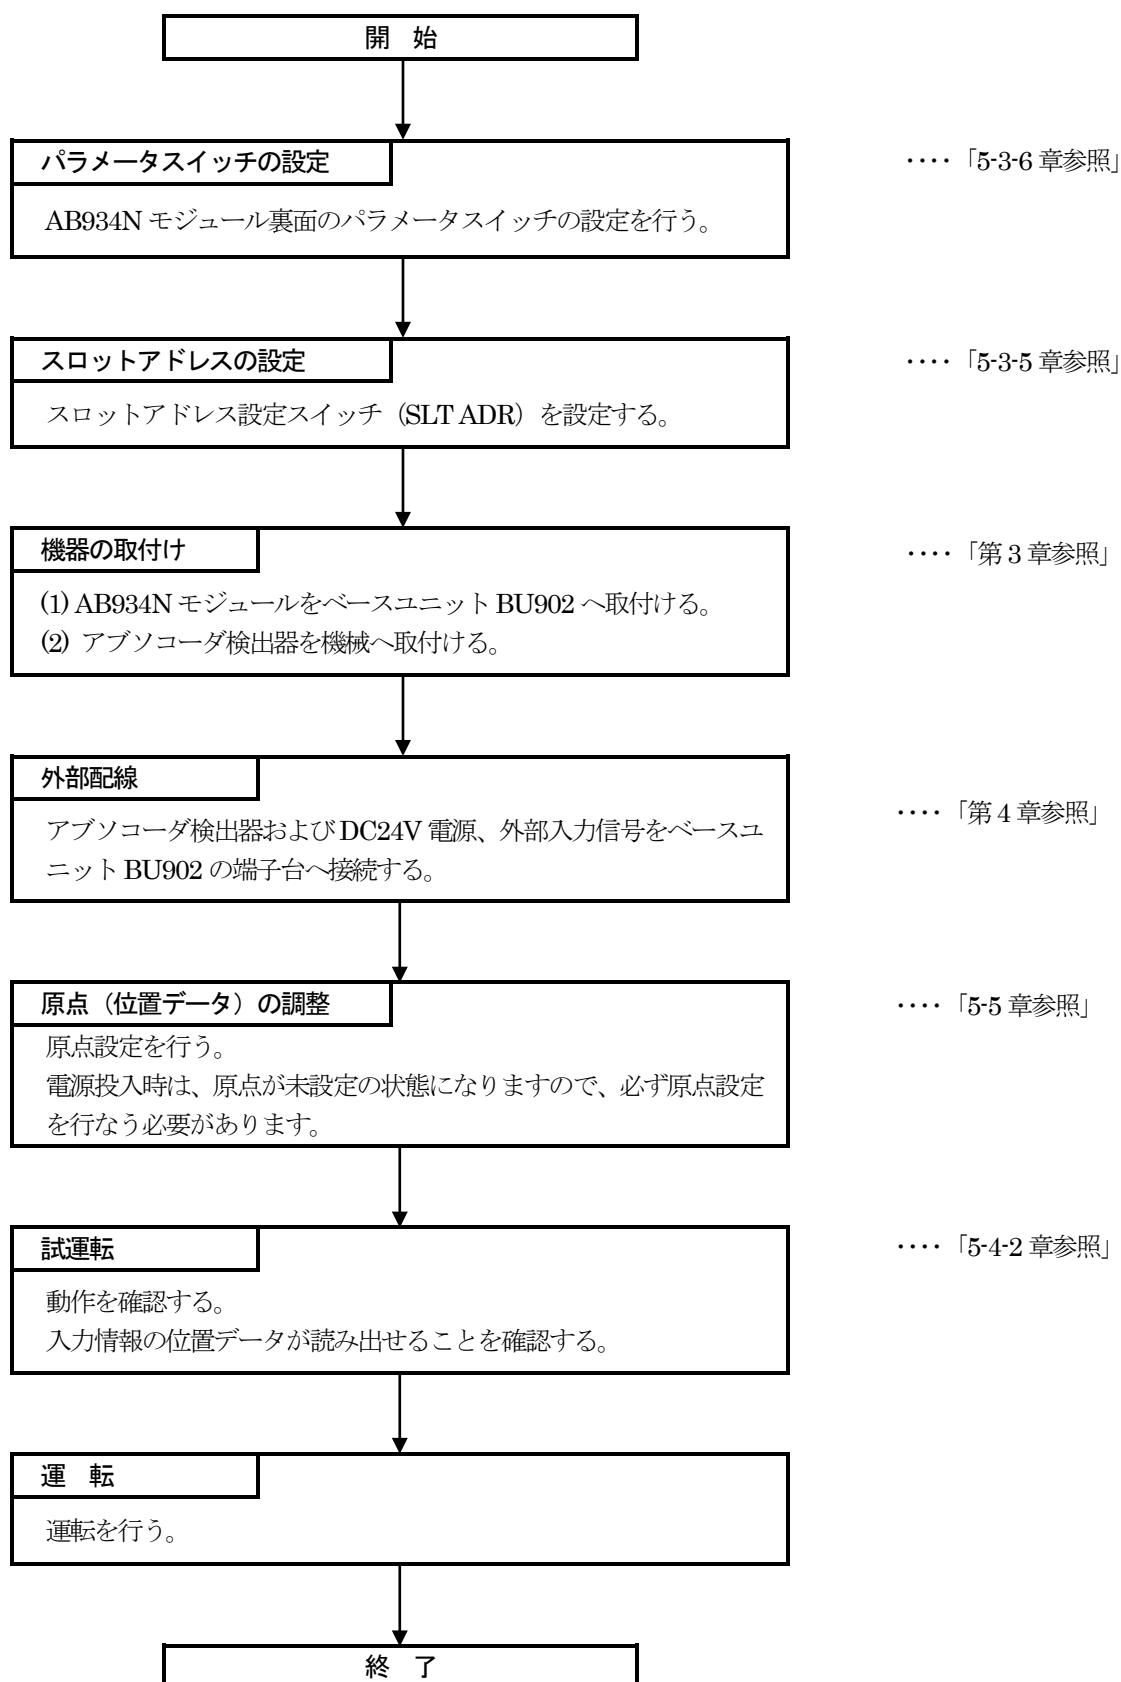 開　始
パラメータスイッチの設定
‥‥「5-3-6 章参照」
AB934N モジュール裏面のパラメータスイッチの設定を行う。
スロットアドレスの設定
‥‥「5-3-5 章参照」
スロットアドレス設定スイッチ（SLT ADR）を設定する。
機器の取付け
‥‥「第 3 章参照」
(1) AB934N モジュールをベースユニット BU902 へ取付ける。
(2) アブソコーダ検出器を機械へ取付ける。
外部配線
‥‥「第 4 章参照」
アブソコーダ検出器および DC24V 電源、外部入力信号をベースユ
ニット BU902 の端子台へ接続する。
原点（位置データ）の調整
‥‥「5-5 章参照」
原点設定を行う。
電源投入時は、原点が未設定の状態になりますので、必ず原点設定
を行なう必要があります。
試運転
‥‥「5-4-2 章参照」
動作を確認する。
入力情報の位置データが読み出せることを確認する。
運　転
運転を行う。
終　了